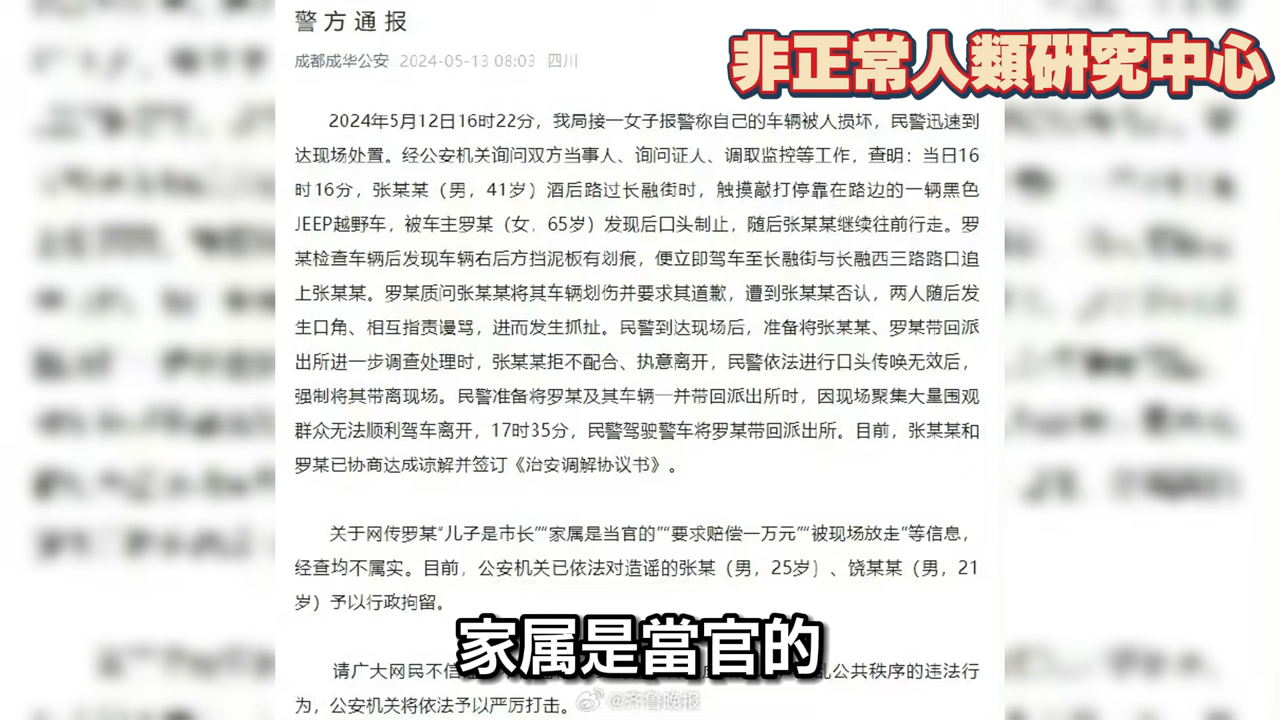 警方通报
非正常人類研究中心
成都成华公安 2024-05-13 08:03 四川
2024年5月12日16时22分，我局接一女子报警称自己的车辆被人损坏，民警迅速到
达现场处置。经公安机关询问双方当事人、询问证人、调取监控等工作，查明：当日16
时16分，张某某（男，41岁）酒后路过长融街时，触摸敲打停靠在路边的一辆黑色
JEEP越野车，被车主罗某（女，65岁）发现后口头制止，随后张某某继续往前行走。罗
某检查车辆后发现车辆右后方挡泥板有划痕，便立即驾车至长融街与长融西三路路口追
上张某某。罗某质问张某某将其车辆划伤并要求其道歉，遭到张某某否认，两人随后发
生口角、相互指责谩骂，进而发生抓扯。民警到达现场后，准备将张某某、罗某带回派
出所进一步调查处理时，张某某拒不配合、执意离开，民警依法进行口头传唤无效后，
强制将其带离现场。民警准备将罗某及其车辆一并带回派出所时，因现场聚集大量围观
群众无法顺利驾车离开，17时35分，民警驾驶警车将罗某带回派出所。目前，张某某和
罗某已协商达成谅解并签订《治安调解协议书》。
关于网传罗某“儿子是市长”“家属是当官的”“要求赔偿一万元”“被现场放走”等信息，
经查均不属实。目前，公安机关已依法对造谣的张某（男，25岁）、饶某某（男，21
岁）予以行政拘留。
家属是當官的
请广大网民不信 乱公共秩序的违法行
为，公安机关将依法予以严厉打击。
@齐鲁晚报